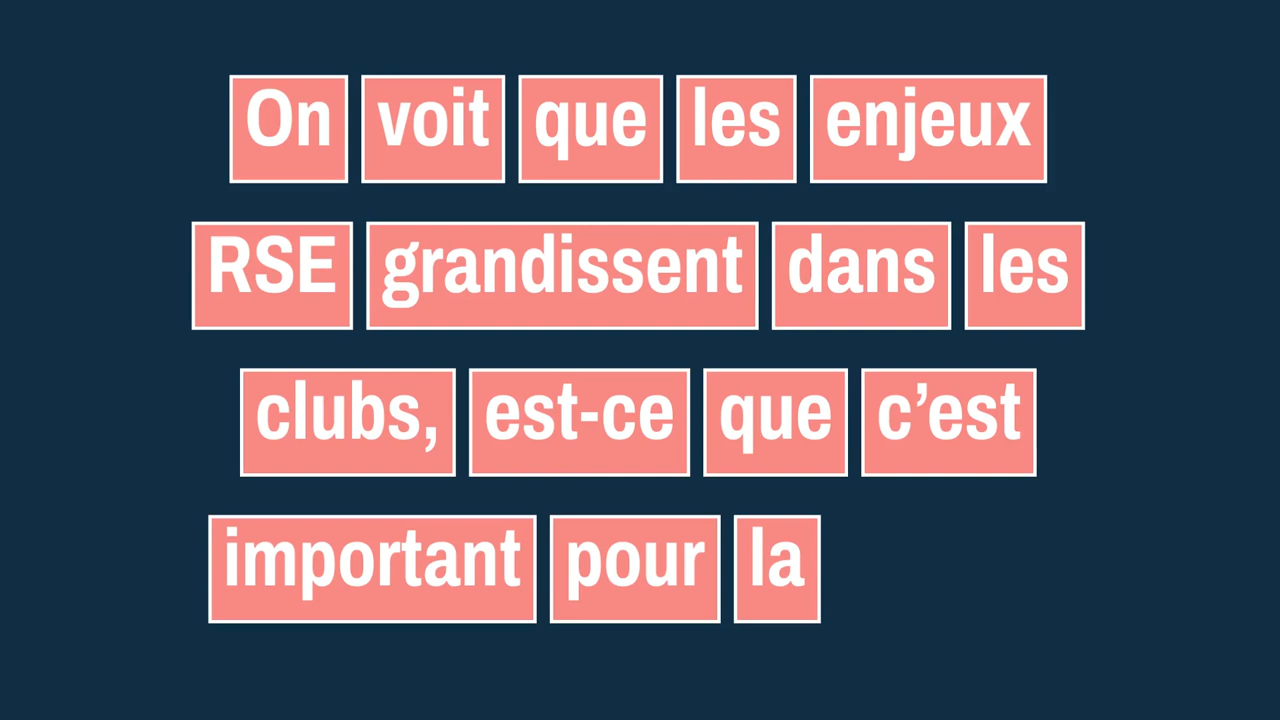 On voit que les enjeux
RSE grandissent dans les
clubs, est-ce que c’est
important pour la